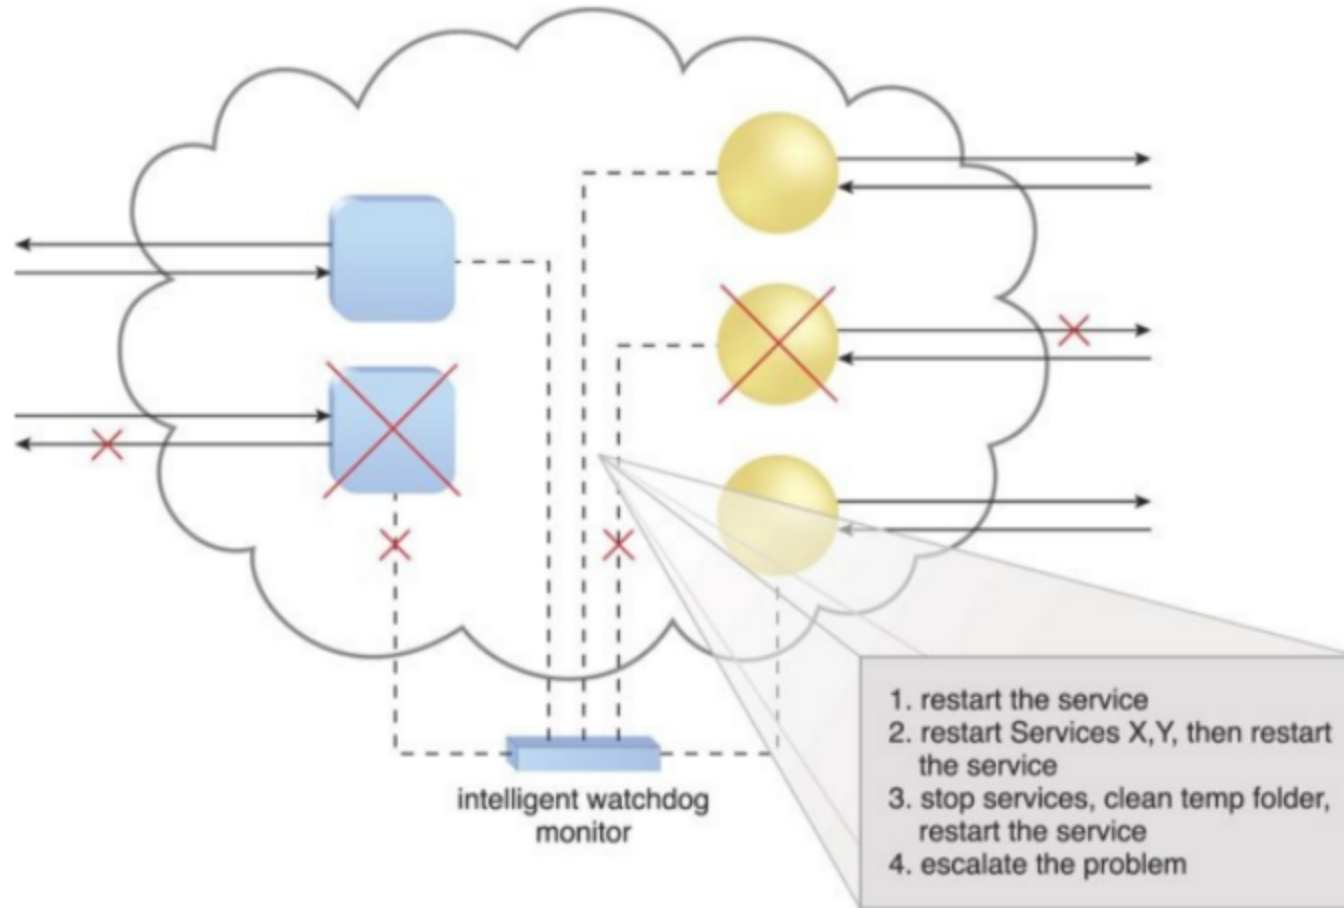 intelligent watchdog
monitor
1. restart the service
2. restart Services X,Y, then restart
the service
3. stop services, clean temp folder,
restart the service
4. escalate the problem